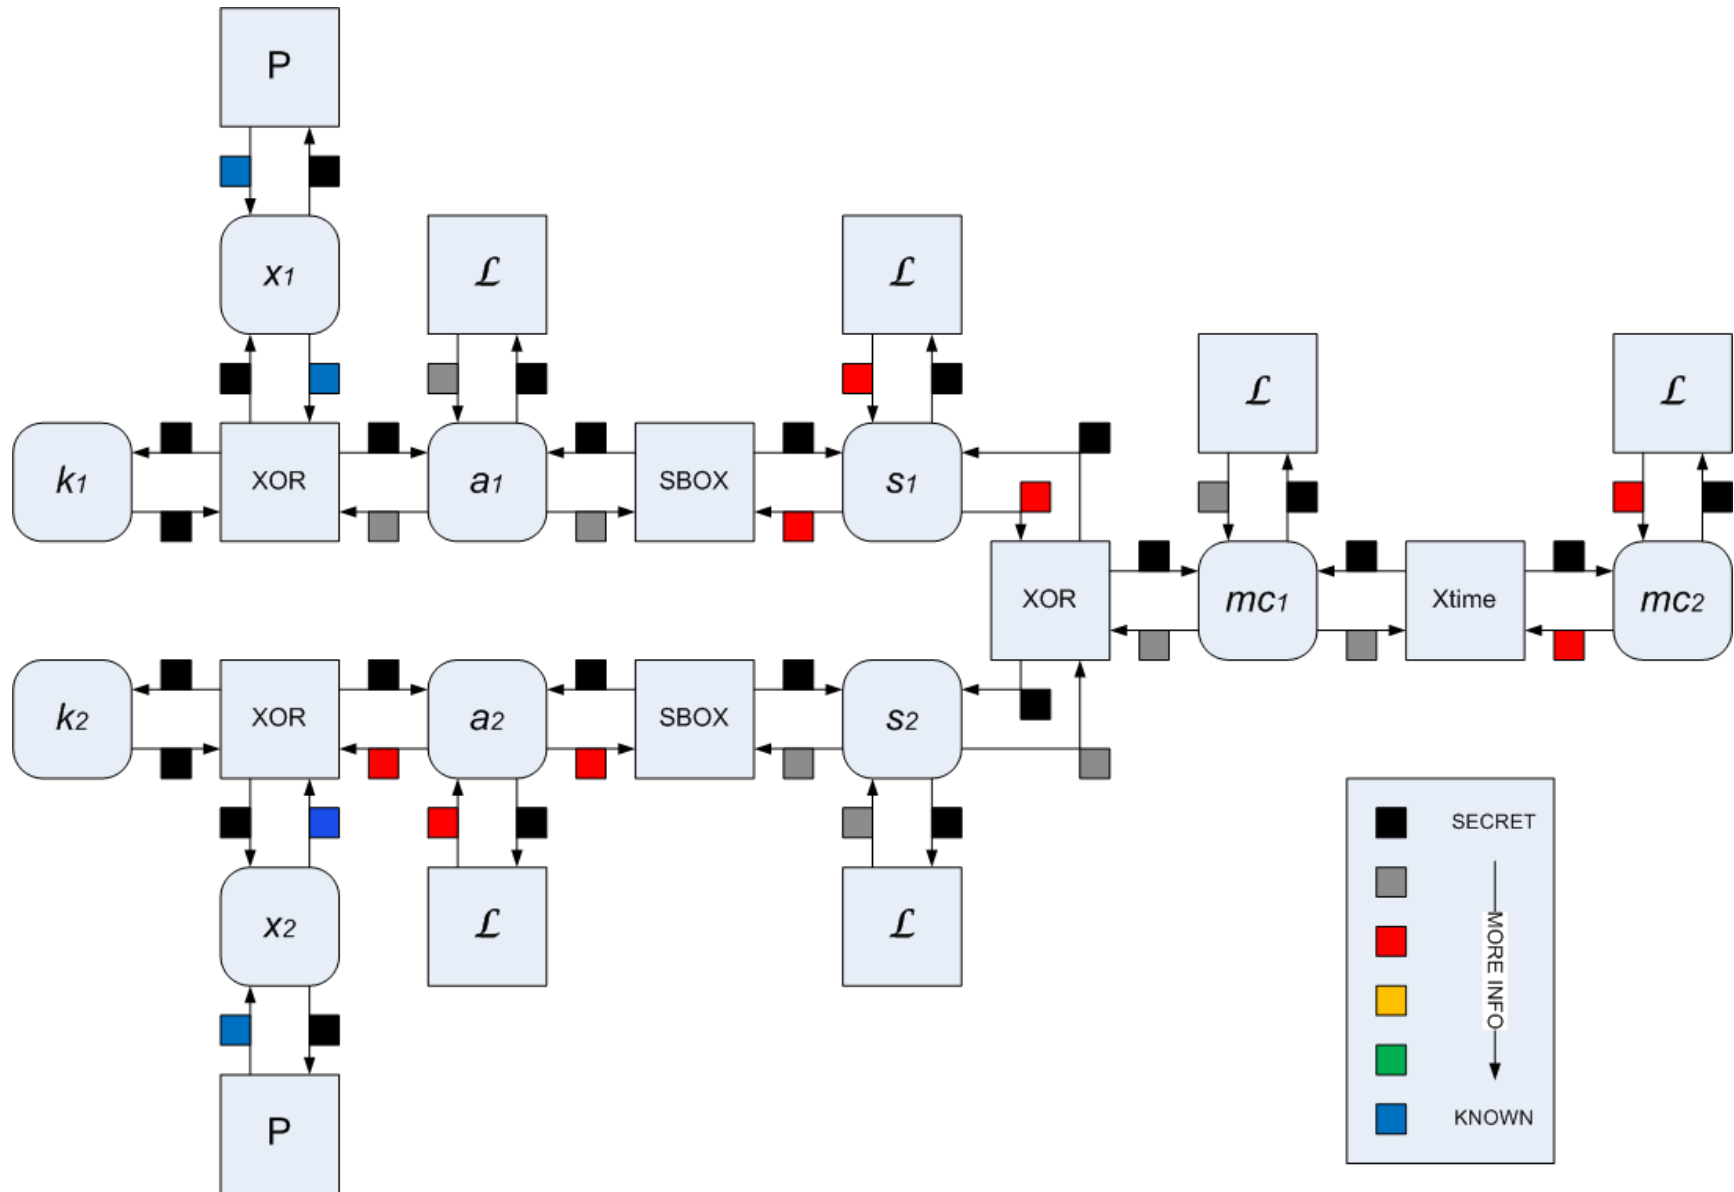 P
x1
ℒ
ℒ
ℒ
ℒ
k1
XOR
a1
SBOX
s1
XOR
mc1
Xtime
mc2
k2
XOR
a2
SBOX
s2
x2
ℒ
ℒ
P
SECRET
MORE INFO
KNOWN